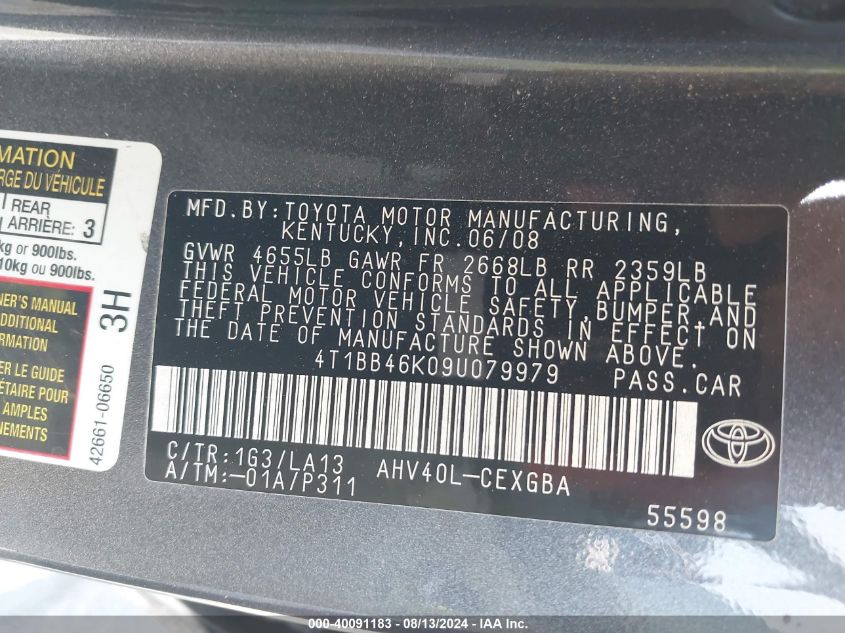 MATION
RGE DU VÉHICULE
REAR
ARRIÈRE: 3
kg or 900lbs.
10kg ou 900lbs.
NER'S MANUAL
ADDITIONAL
ORMATION
ER LE GUIDE
ÉTAIRE POUR
AMPLES
NEMENTS
42661-06650
3H
MFD.BY:TOYOTA MOTOR MANUFACTURING,
KENTUCKY,INC.06/08
GVWR 4655LB GAWR FR 2668LB RR 2359LB
THIS VEHICLE CONFORMS TO ALL APPLICABLE
FEDERAL MOTOR VEHICLE SAFETY,BUMPER,AND
THEFT PREVENTION STANDARDS IN EFFECT ON
THE DATE OF MANUFACTURE SHOWN ABOVE.
4T1BB46K09U079979 PASS.CAR
C/TR:1G3/LA13 AHV40L-CEXGBA
A/TM:-01A/P311
55598
000-40091183 - 08/13/2024 - WWW.IAAI.COM